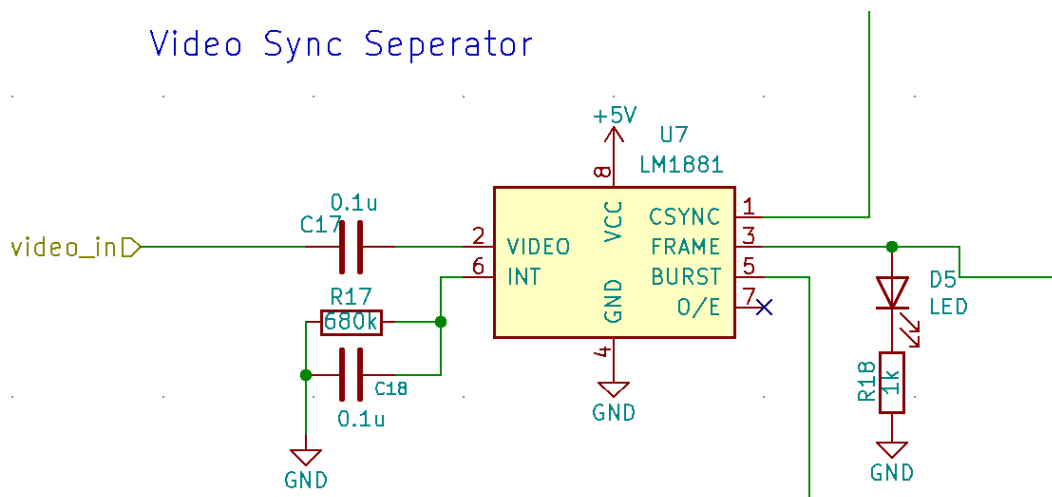 Video Sync Seperator
+5V
U7
LM1881
8
0.1u
C17
VCC
CSYNC
1
video_in
2
VIDEO
FRAME
3
6
INT
BURST
5
D5
LED
R17
680k
GND
O/E
7
4
C18
0.1u
R18
1k
GND
GND
GND